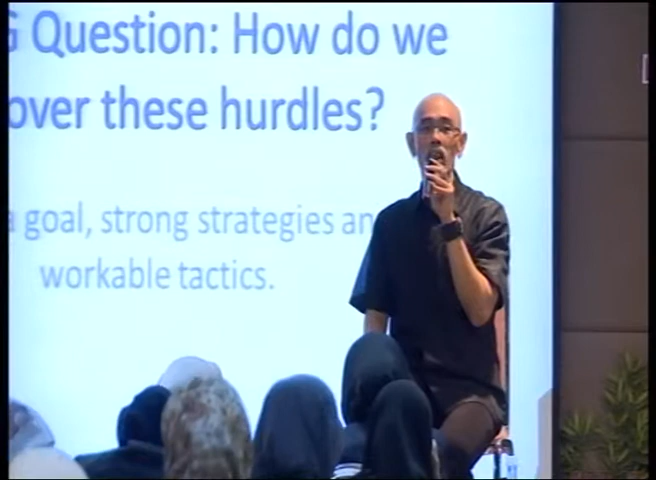 G Question: How do we
over these hurdles?
a goal, strong strategies an
workable tactics.